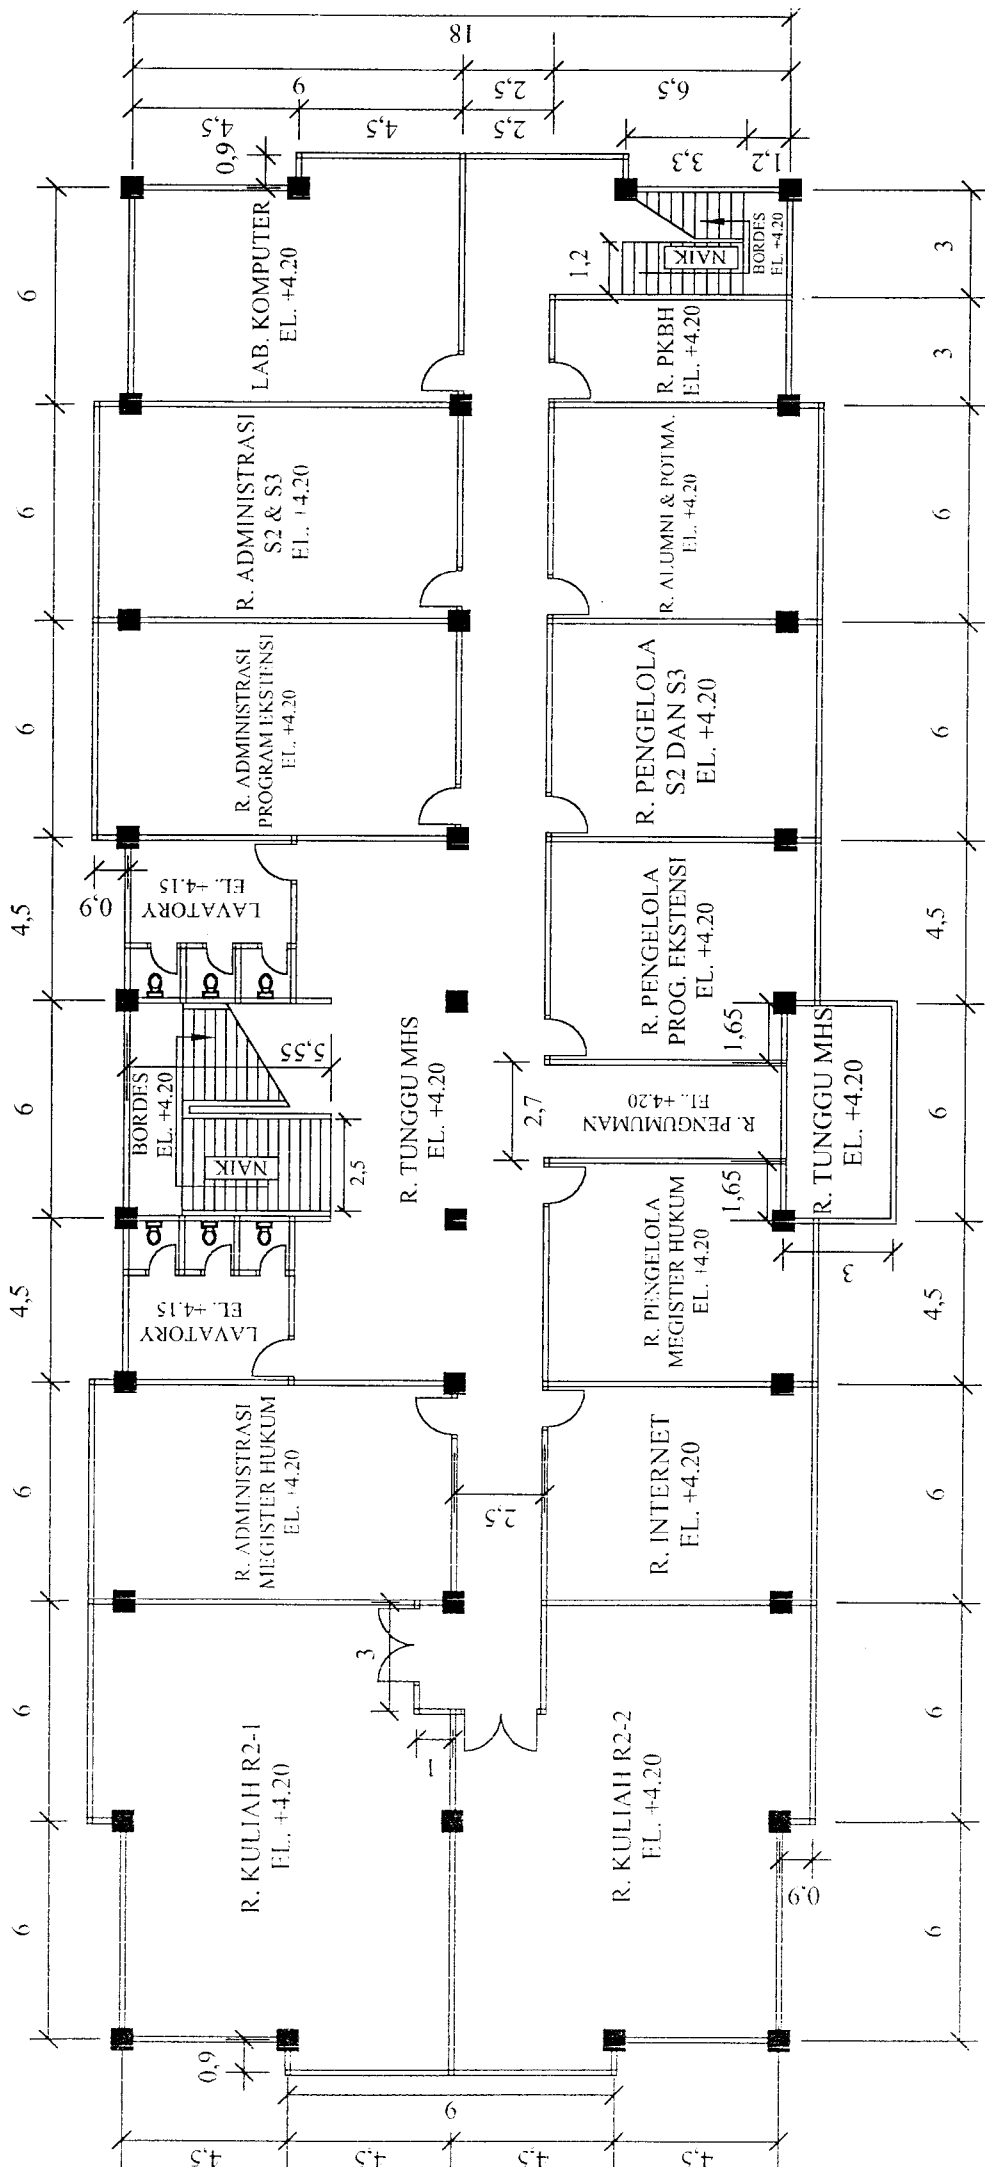 6
6
6
4,5
6
4,5
6
6
6
18
9
2,5
6,5
4,5
4,5
2,5
3,3
1,2
0,9
LAB. KOMPUTER
EL. +4.20
R. ADMINISTRASI
S2 & S3
EL. +4.20
R. ADMINISTRASI
PROGRAM EKSTENSI
EL. +4.20
0,9
LAVATORY
EL. +4.15
BORDES
EL. +4.20
NAIK
5,55
2,5
R. TUNGGU MHS
EL. +4.20
LAVATORY
EL. +4.15
R. ADMINISTRASI
MEGISTER HUKUM
EL. +4.20
3
1
R. KULIAH R2-1
EL. +4.20
0,9
1,2
NAIK
BORDES
EL. +4.20
R. PKBH
EL. +4.20
R. ALUMNI & POTMA.
EL. +4.20
R. PENGELOLA
S2 DAN S3
EL. +4.20
R. PENGELOLA
PROG. EKSTENSI
EL. +4.20
1,65
2,7
R. PENGUMUMAN
EL. +4.20
1,65
R. TUNGGU MHS
EL. +4.20
3
R. PENGELOLA
MEGISTER HUKUM
EL. +4.20
2,5
R. INTERNET
EL. +4.20
R. KULIAH R2-2
EL. +4.20
0,9
9
4,5
4,5
4,5
4,5
3
3
6
6
4,5
6
4,5
6
6
6